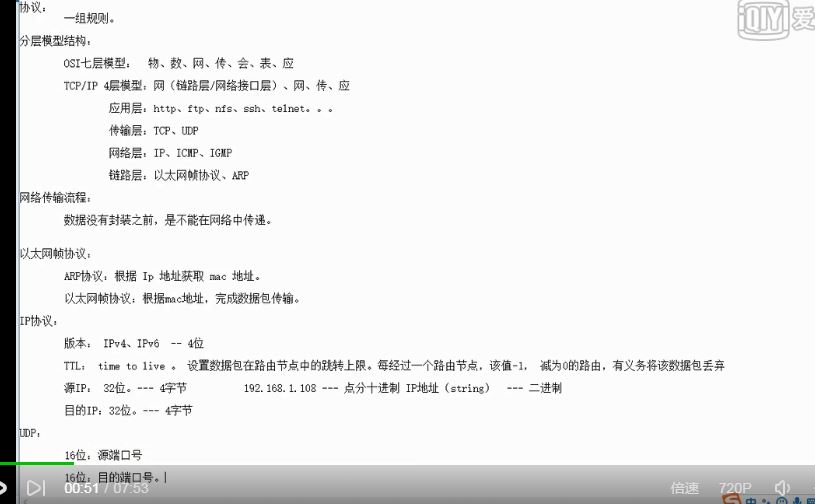 协议：
一组规则。
iQIYI 爱
分层模型结构：
OSI七层模型： 物、数、网、传、会、表、应
TCP/IP 4层模型：网（链路层/网络接口层）、网、传、应
应用层：http、ftp、nfs、ssh、telnet。。。
传输层：TCP、UDP
网络层：IP、ICMP、IGMP
链路层：以太网帧协议、ARP
网络传输流程：
数据没有封装之前，是不能在网络中传递。
以太网帧协议：
ARP协议：根据 Ip 地址获取 mac 地址。
以太网帧协议：根据mac地址，完成数据包传输。
IP协议：
版本： IPv4、IPv6 -- 4位
TTL： time to live 。 设置数据包在路由节点中的跳转上限。每经过一个路由节点，该值-1， 减为0的路由，有义务将该数据包丢弃
源IP： 32位。--- 4字节 192.168.1.108 --- 点分十进制 IP地址（string） --- 二进制
目的IP：32位。--- 4字节
UDP：
16位：源端口号
16位：目的端口号。
00:51 / 07:53 倍速 720P
中